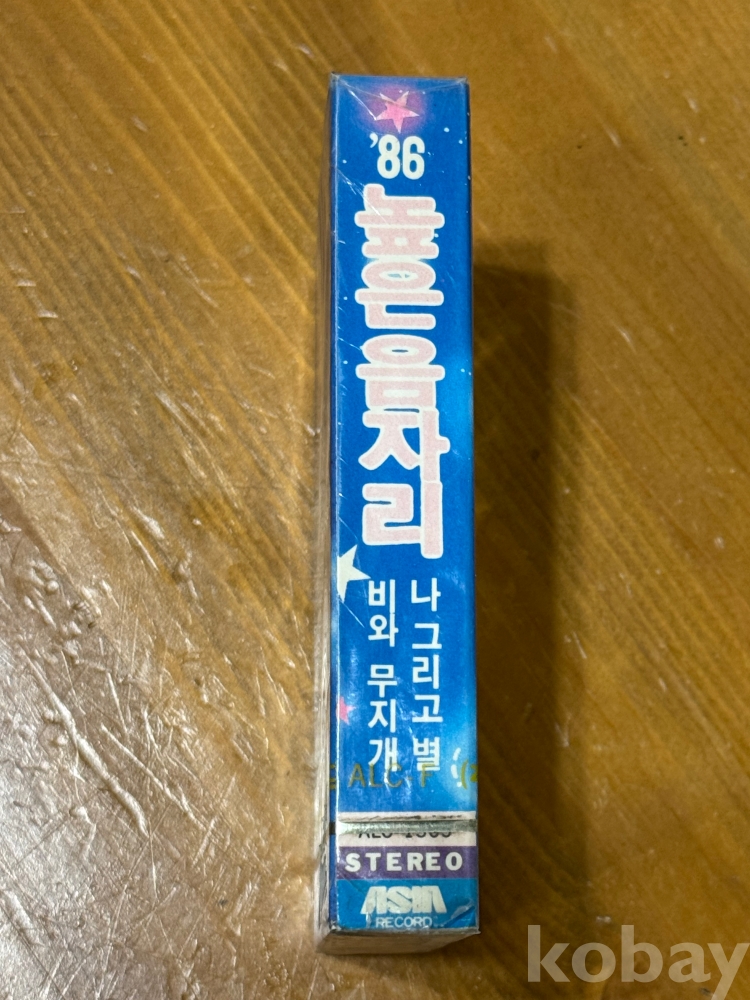 '86
높은음자리
나 그리고 별
비와 무지개
ALC-F
STEREO
ASIA
RECORD
kobay